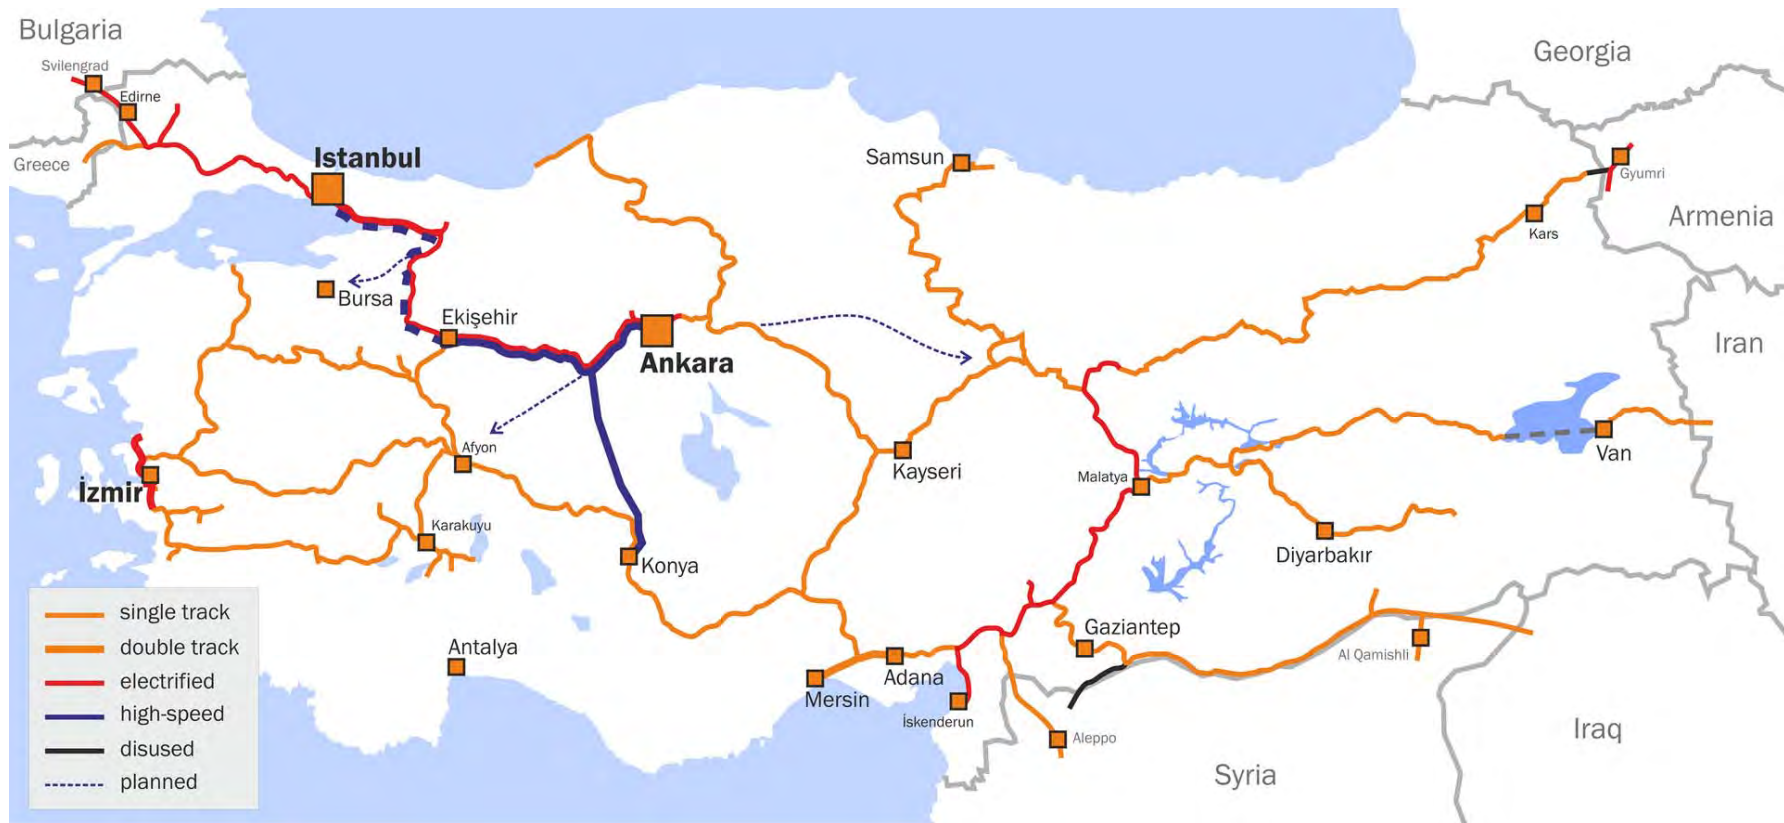 Bulgaria
Svilengrad
Edirne
Greece
Istanbul
Bursa
Ekişehir
Ankara
Samsun
Georgia
Gyumri
Armenia
Kars
Iran
Afyon
İzmir
Karakuyu
Konya
Kayseri
Malatya
Van
Diyarbakır
Antalya
Mersin
Adana
İskenderun
Gaziantep
Aleppo
Al Qamishli
Syria
Iraq
single track
double track
electrified
high-speed
disused
planned